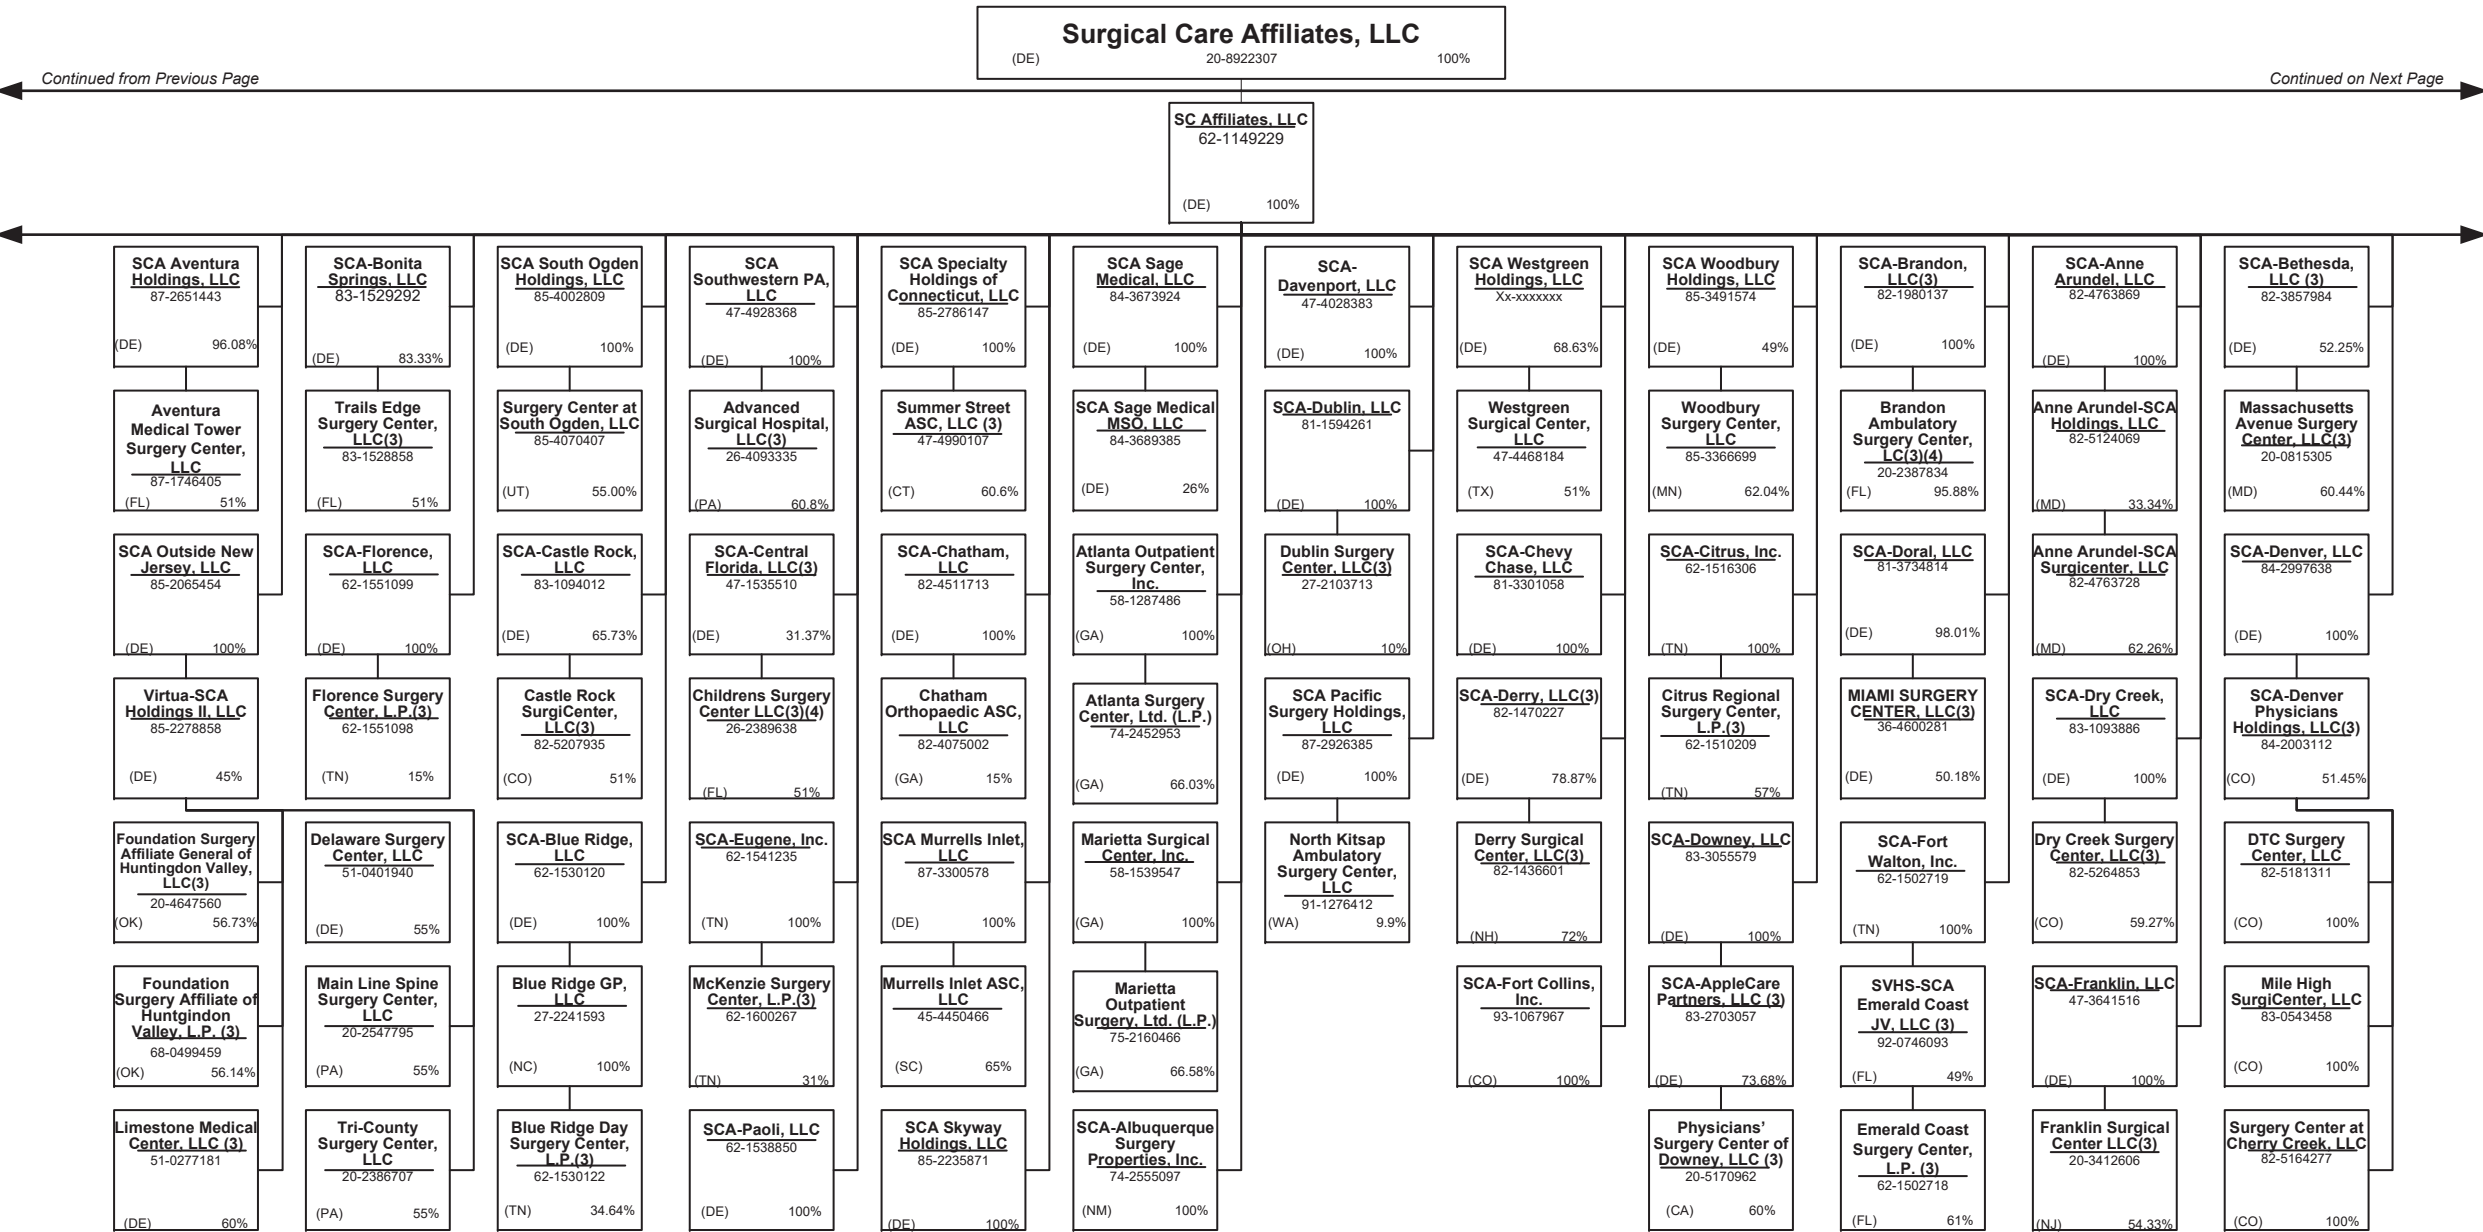 Surgical Care Affiliates, LLC
(DE) 20-8922307 100%
Continued from Previous Page
Continued on Next Page
SC Affiliates, LLC
62-1149229
(DE) 100%
SCA Aventura
Holdings, LLC
87-2651443
(DE) 96.08%
SCA-Bonita
Springs, LLC
83-1529292
(DE) 83.33%
SCA South Ogden
Holdings, LLC
85-4002809
(DE) 100%
SCA
Southwestern PA,
LLC
47-4928368
(DE) 100%
SCA Specialty
Holdings of
Connecticut, LLC
85-2786147
(DE) 100%
SCA Sage
Medical, LLC
84-3673924
(DE) 100%
SCA-
Davenport, LLC
47-4028383
(DE) 100%
SCA Westgreen
Holdings, LLC
Xx-xxxxxxx
(DE) 68.63%
SCA Woodbury
Holdings, LLC
85-3491574
(DE) 49%
SCA-Brandon,
LLC(3)
82-1980137
(DE) 100%
SCA-Anne
Arundel, LLC
82-4763869
(DE) 100%
SCA-Bethesda,
LLC (3)
82-3857984
(DE) 52.25%
Aventura
Medical Tower
Surgery Center,
LLC
87-1746405
(FL) 51%
Trails Edge
Surgery Center,
LLC(3)
83-1528858
(FL) 51%
Surgery Center at
South Ogden, LLC
85-4070407
(UT) 55.00%
Advanced
Surgical Hospital,
LLC(3)
26-4093335
(PA) 60.8%
Summer Street
ASC, LLC (3)
47-4990107
(CT) 60.6%
SCA Sage Medical
MSO, LLC
84-3689385
(DE) 26%
SCA-Dublin, LLC
81-1594261
(DE) 100%
Westgreen
Surgical Center,
LLC
47-4468184
(TX) 51%
Woodbury
Surgery Center,
LLC
85-3366699
(MN) 62.04%
Brandon
Ambulatory
Surgery Center,
LC(3)(4)
20-2387834
(FL) 95.88%
Anne Arundel-SCA
Holdings, LLC
82-5124069
(MD) 33.34%
Massachusetts
Avenue Surgery
Center, LLC(3)
20-0815305
(MD) 60.44%
SCA Outside New
Jersey, LLC
85-2065454
(DE) 100%
SCA-Florence,
LLC
62-1551099
(DE) 100%
SCA-Castle Rock,
LLC
83-1094012
(DE) 65.73%
SCA-Central
Florida, LLC(3)
47-1535510
(DE) 31.37%
SCA-Chatham,
LLC
82-4511713
(DE) 100%
Atlanta Outpatient
Surgery Center,
Inc.
58-1287486
(GA) 100%
Dublin Surgery
Center, LLC(3)
27-2103713
(OH) 10%
SCA-Chevy
Chase, LLC
81-3301058
(DE) 100%
SCA-Citrus, Inc.
62-1516306
(TN) 100%
SCA-Doral, LLC
81-3734814
(DE) 98.01%
Anne Arundel-SCA
Surgicenter, LLC
82-4763728
(MD) 62.26%
SCA-Denver, LLC
84-2997638
(DE) 100%
Virtua-SCA
Holdings II, LLC
85-2278858
(DE) 45%
Florence Surgery
Center, L.P.(3)
62-1551098
(TN) 15%
Castle Rock
SurgiCenter,
LLC(3)
82-5207935
(CO) 51%
Childrens Surgery
Center LLC(3)(4)
26-2389638
(FL) 51%
Chatham
Orthopaedic ASC,
LLC
82-4075002
(GA) 15%
Atlanta Surgery
Center, Ltd. (L.P.)
74-2452953
(GA) 66.03%
SCA Pacific
Surgery Holdings,
LLC
87-2926385
(DE) 100%
SCA-Derry, LLC(3)
82-1470227
(DE) 78.87%
Citrus Regional
Surgery Center,
L.P.(3)
62-1510209
(TN) 57%
MIAMI SURGERY
CENTER, LLC(3)
36-4600281
(DE) 50.18%
SCA-Dry Creek,
LLC
83-1093886
(DE) 100%
SCA-Denver
Physicians
Holdings, LLC(3)
84-2003112
(CO) 51.45%
Foundation Surgery
Affiliate General of
Huntingdon Valley,
LLC(3)
20-4647560
(OK) 56.73%
Delaware Surgery
Center, LLC
51-0401940
(DE) 55%
SCA-Blue Ridge,
LLC
62-1530120
(DE) 100%
SCA-Eugene, Inc.
62-1541235
(TN) 100%
SCA Murrells Inlet,
LLC
87-3300578
(DE) 100%
Marietta Surgical
Center, Inc.
58-1539547
(GA) 100%
North Kitsap
Ambulatory
Surgery Center,
LLC
91-1276412
(WA) 9.9%
Derry Surgical
Center, LLC(3)
82-1436601
(NH) 72%
SCA-Downey, LLC
83-3055579
(DE) 100%
SCA-Fort
Walton, Inc.
62-1502719
(TN) 100%
Dry Creek Surgery
Center, LLC(3)
82-5264853
(CO) 59.27%
DTC Surgery
Center, LLC
82-5181311
(CO) 100%
Foundation
Surgery Affiliate of
Huntgindon
Valley, L.P. (3)
68-0499459
(OK) 56.14%
Main Line Spine
Surgery Center,
LLC
20-2547795
(PA) 55%
Blue Ridge GP,
LLC
27-2241593
(NC) 100%
McKenzie Surgery
Center, L.P.(3)
62-1600267
(TN) 31%
Murrells Inlet ASC,
LLC
45-4450466
(SC) 65%
Marietta
Outpatient
Surgery, Ltd. (L.P.)
75-2160466
(GA) 66.58%
SCA-Fort Collins,
Inc.
93-1067967
(CO) 100%
SCA-AppleCare
Partners, LLC (3)
83-2703057
(DE) 73.68%
SVHS-SCA
Emerald Coast
JV, LLC (3)
92-0746093
(FL) 49%
SCA-Franklin, LLC
47-3641516
(DE) 100%
Mile High
SurgiCenter, LLC
83-0543458
(CO) 100%
Limestone Medical
Center, LLC (3)
51-0277181
(DE) 60%
Tri-County
Surgery Center,
LLC
20-2386707
(PA) 55%
Blue Ridge Day
Surgery Center,
L.P.(3)
62-1530122
(TN) 34.64%
SCA-Paoli, LLC
62-1538850
(DE) 100%
SCA Skyway
Holdings, LLC
85-2235871
(DE) 100%
SCA-Albuquerque
Surgery
Properties, Inc.
74-2555097
(NM) 100%
Physicians'
Surgery Center of
Downey, LLC (3)
20-5170962
(CA) 60%
Emerald Coast
Surgery Center,
L.P. (3)
62-1502718
(FL) 61%
Franklin Surgical
Center LLC(3)
20-3412606
(NJ) 54.33%
Surgery Center at
Cherry Creek, LLC
82-5164277
(CO) 100%